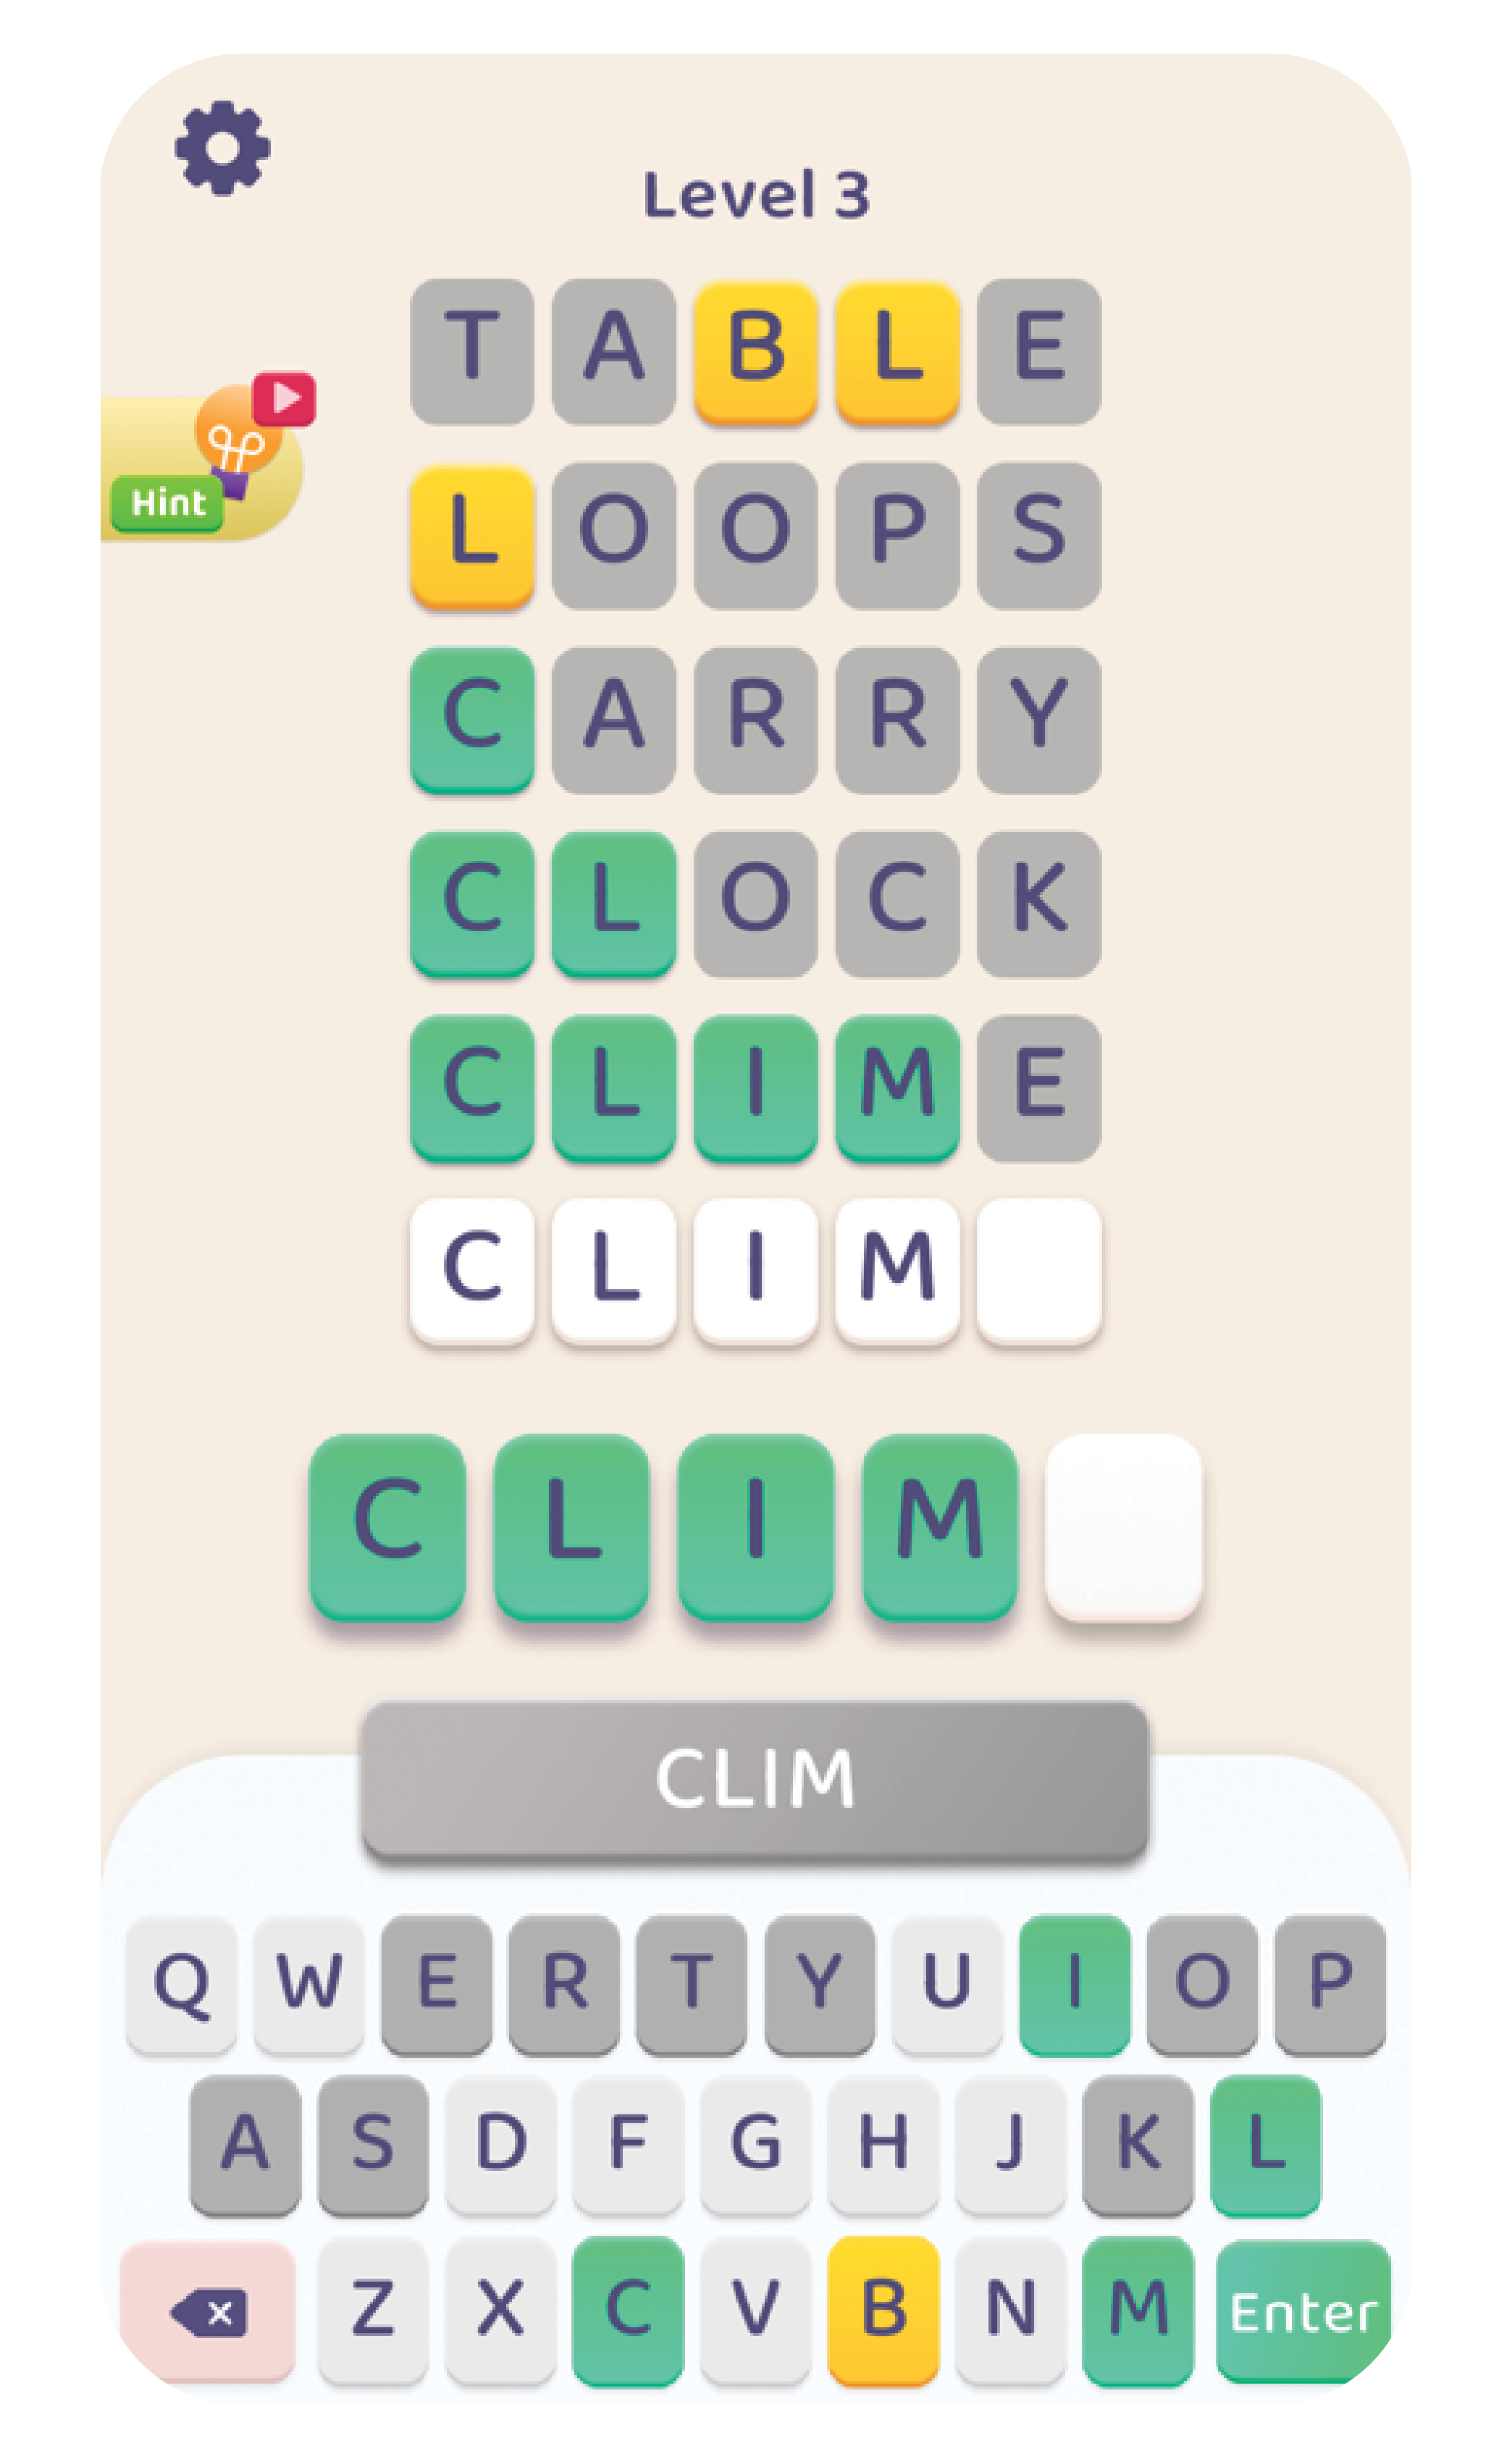 Level 3
T A B L E
Hint
L O O P S
C A R R Y
C L O C K
C L I M E
C L I M
C L I M
CLIM
Q W E R T Y U I O P
A S D F G H J K L
Z X C V B N M Enter